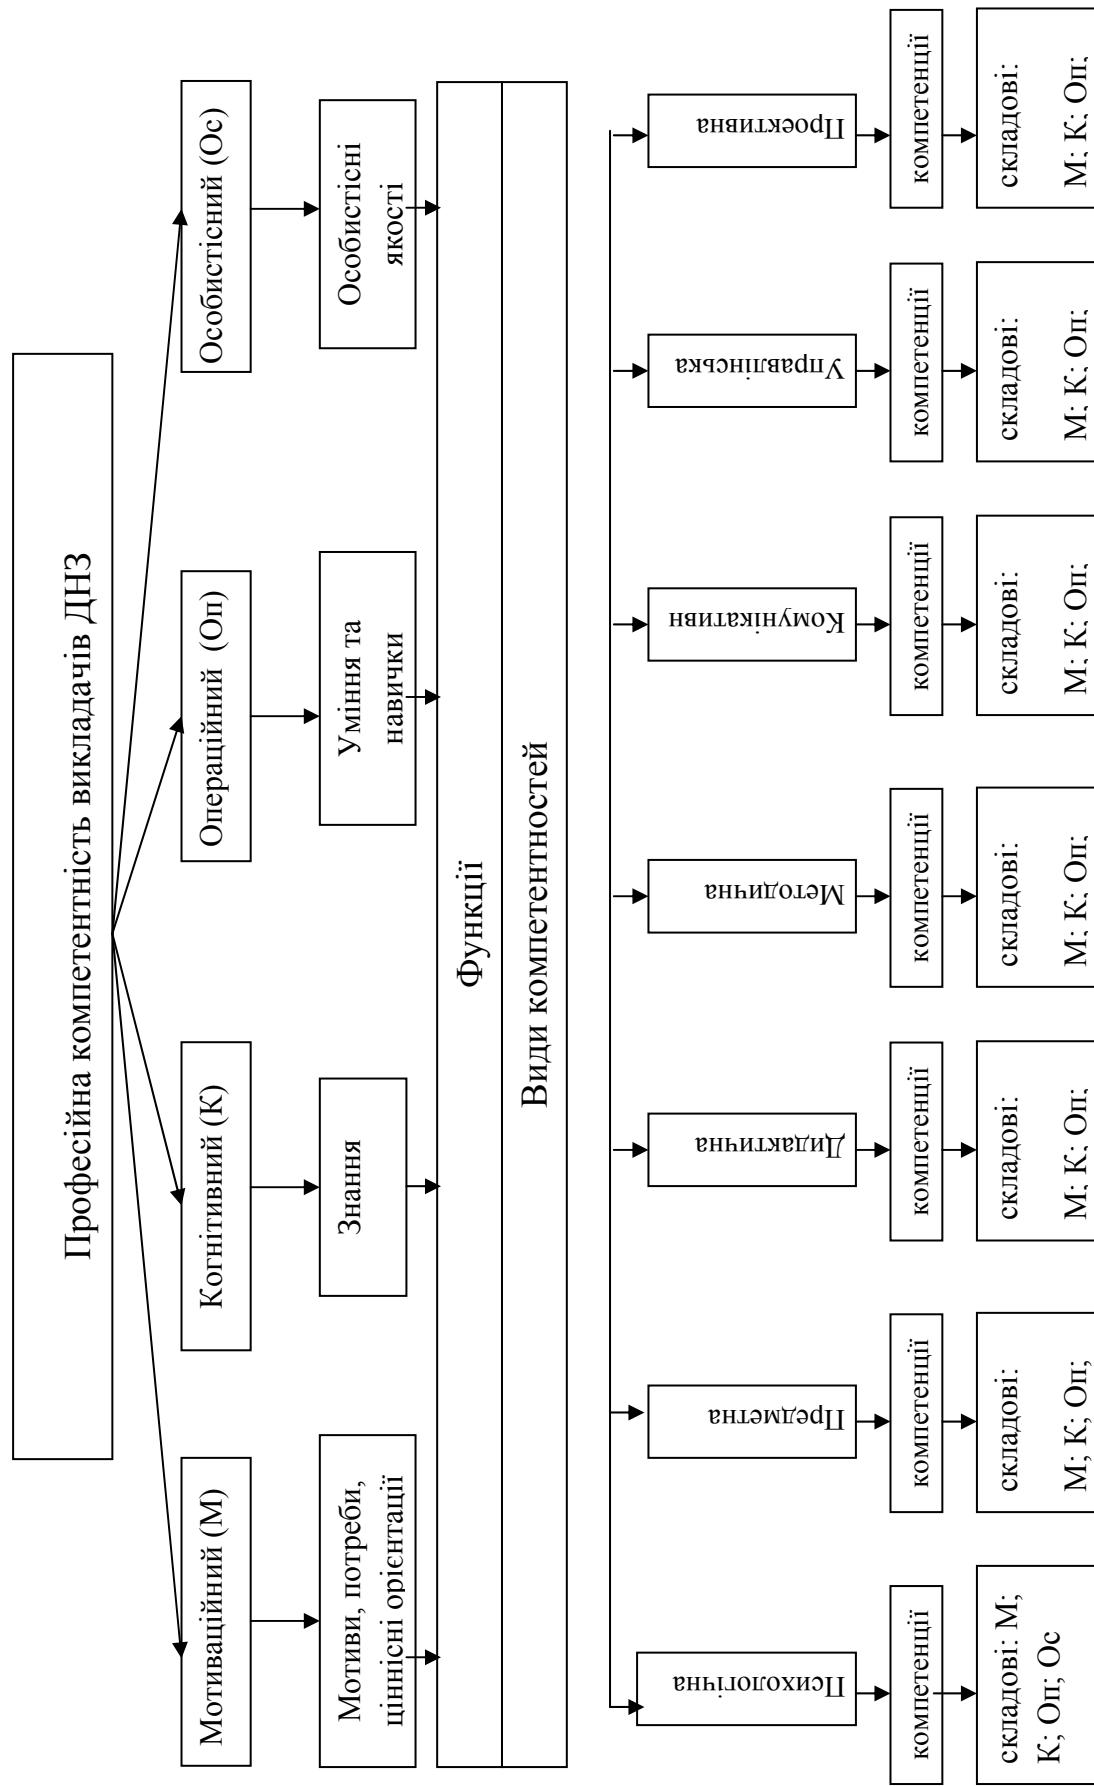 Професійна компетентність викладачів ДНЗ
Мотиваційний (М)
Когнітивний (К)
Операційний  (Оп)
Особистісний (Ос)
Мотиви, потреби,
ціннісні орієнтації
Знання
Уміння та
навички
Особистісні
якості
Функції
Види компетентностей
Психологічна
Предметна
Дидактична
Методична
Комунікативн
Управлінська
Проективна
компетенції
компетенції
компетенції
компетенції
компетенції
компетенції
компетенції
складові: М;
К; Оп; Ос
складові:
М; К; Оп;
складові:
М; К; Оп;
складові:
М; К; Оп;
складові:
М; К; Оп;
складові:
М; К; Оп;
складові:
М; К; Оп;